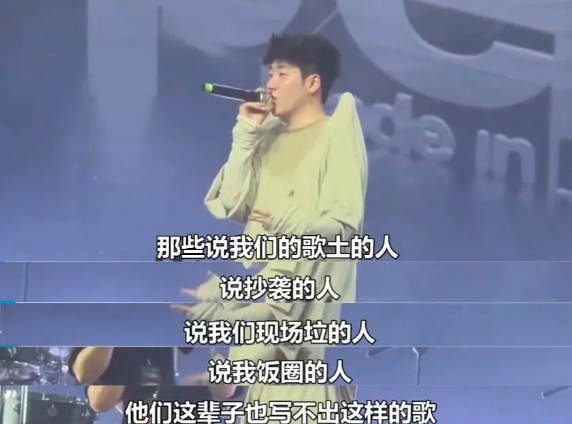 ade in
那些说我们的歌土的人
说抄袭的人
说我们现场垃的人
说我饭圈的人
他们这辈子也写不出这样的歌